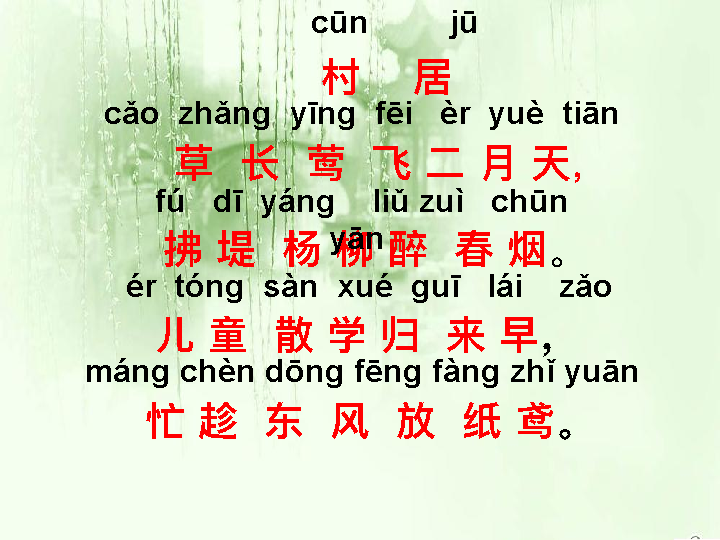 cūn jū
村 居
cǎo zhǎng yīng fēi èr yuè tiān
草 长 莺 飞 二 月 天,
fú dī yáng liǔ zuì chūn
yān
拂 堤 杨 柳 醉 春 烟。
ér tóng sàn xué guī lái zǎo
儿 童 散 学 归 来 早,
máng chèn dōng fēng fàng zhǐ yuān
忙 趁 东 风 放 纸 鸢。